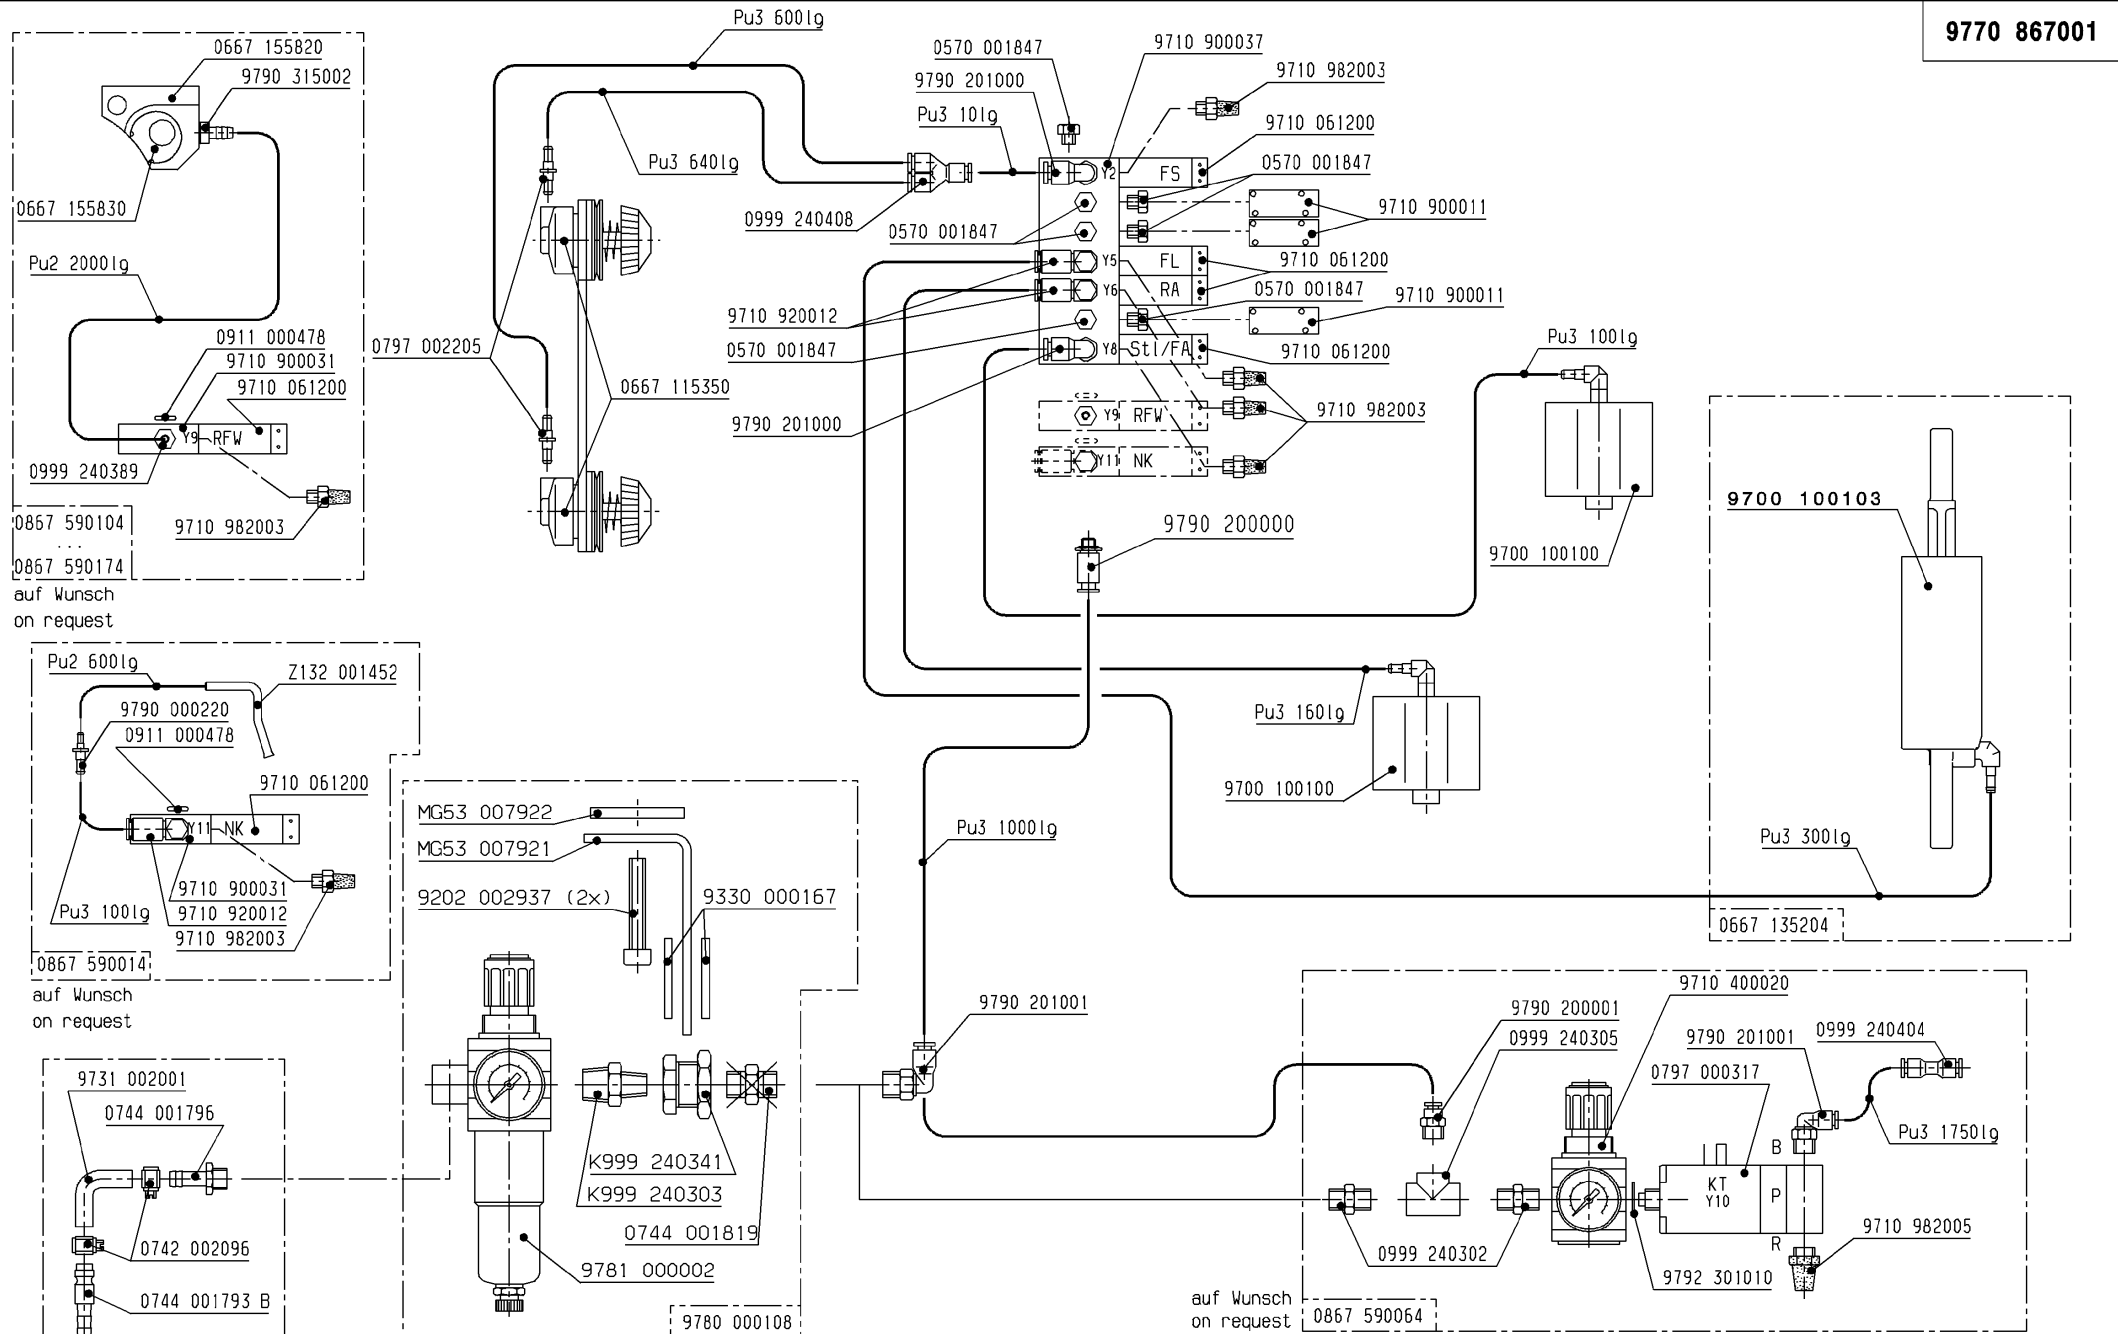 9770 867001
0667 155820
9790 315002
0667 155830
Pu2 2000lg
0911 000478
9710 900031
9710 061200
Y9
RFW
0999 240389
9710 982003
0867 590104
...
0867 590174
auf Wunsch
on request
Pu3 600lg
Pu3 640lg
0797 002205
0667 115350
0999 240408
0570 001847
9790 201000
Pu3 10lg
9710 900037
9710 982003
9710 061200
0570 001847
9710 900011
0570 001847
Y2
FS
Y5
FL
Y6
RA
Y8
Stl/FA
9710 061200
0570 001847
9710 900011
9710 920012
0570 001847
9790 201000
9710 061200
9710 982003
Y9
RFW
Y11
NK
9790 200000
Pu3 100lg
9700 100100
9700 100103
Pu3 160lg
9700 100100
Pu3 300lg
0667 135204
Pu2 600lg
Z132 001452
9790 000220
0911 000478
9710 061200
Y11
NK
9710 900031
Pu3 100lg
9710 920012
9710 982003
0867 590014
auf Wunsch
on request
MG53 007922
MG53 007921
9202 002937 (2x)
9330 000167
K999 240341
K999 240303
0744 001819
9781 000002
9780 000108
Pu3 1000lg
9790 201001
9731 002001
0744 001796
0742 002096
0744 001793 B
9710 400020
9790 200001
0999 240305
9790 201001
0999 240404
0797 000317
Pu3 1750lg
B
KT
Y10
P
R
9710 982005
0999 240302
9792 301010
auf Wunsch
on request
0867 590064